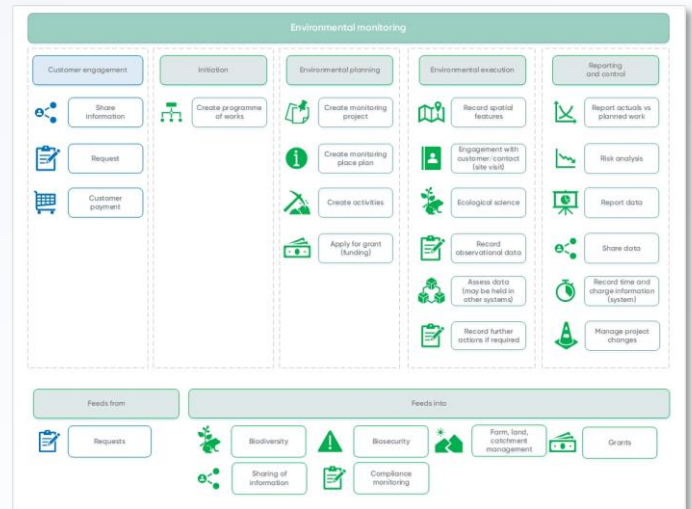 Environmental monitoring
Customer engagement
Share
information
Request
Customer
payment
Initiation
Create programme
of works
Environmental planning
Create monitoring
project
Create monitoring
place plan
Create activities
Apply for grant
(funding)
Environmental execution
Record spatial
features
Engagement with
customer/contact
(site visit)
Ecological science
Record
observational data
Assess data
(may be held in
other systems)
Record further
actions if required
Reporting
and control
Report actuals vs
planned work
Risk analysis
Report data
Share data
Record time and
charge information
(system)
Manage project
changes
Feeds from
Requests
Feeds into
Biodiversity
Biosecurity
Farm, land,
catchment
management
Grants
Sharing of
information
Compliance
monitoring